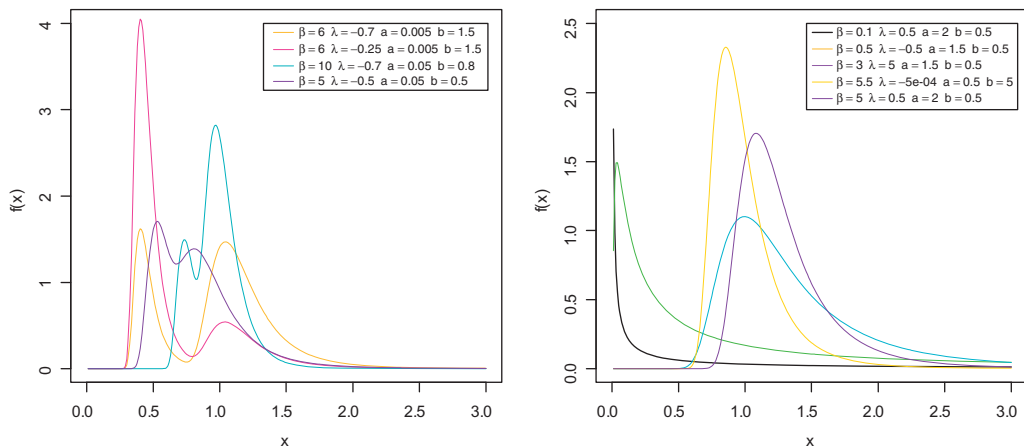 β = 6 λ = −0.7 a = 0.005 b = 1.5
β = 6 λ = −0.25 a = 0.005 b = 1.5
β = 10 λ = −0.7 a = 0.05 b = 0.8
β = 5 λ = −0.5 a = 0.05 b = 0.5
4
3
2
1
0
f(x)
0.0 0.5 1.0 1.5 2.0 2.5 3.0
x
β = 0.1 λ = 0.5 a = 2 b = 0.5
β = 0.5 λ = −0.5 a = 1.5 b = 0.5
β = 3 λ = 5 a = 1.5 b = 0.5
β = 5.5 λ = −5e−04 a = 0.5 b = 5
β = 5 λ = 0.5 a = 2 b = 0.5
2.5
2.0
1.5
1.0
0.5
0.0
f(x)
0.0 0.5 1.0 1.5 2.0 2.5 3.0
x